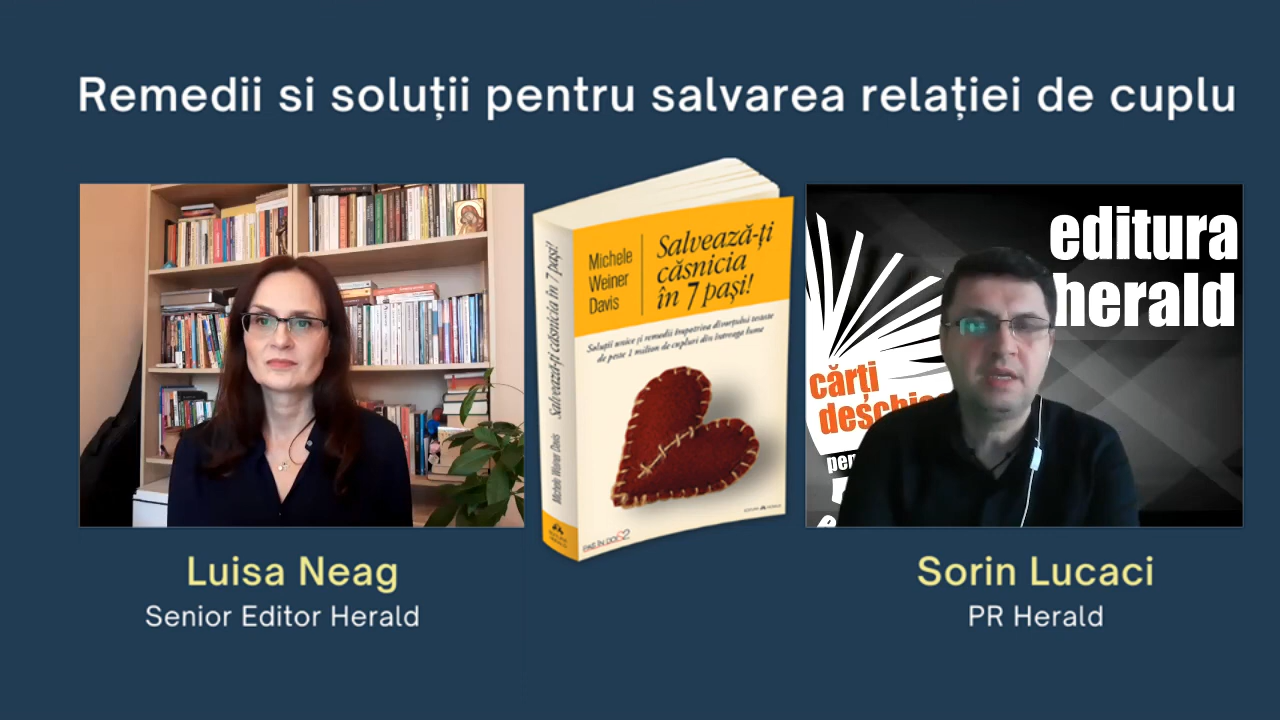 Remedii si soluții pentru salvarea relației de cuplu
Michele
Weiner
Davis
Salvează-ți
căsnicia
în 7 pași!
Soluții unice și remedii împotriva divorțului testate
de peste 1 milion de cupluri din întreaga lume
Michele Weiner Davis Salvează-ți căsnicia în 7 pași!
editura
herald
cărți
deschise
Luisa Neag
Senior Editor Herald
Sorin Lucaci
PR Herald